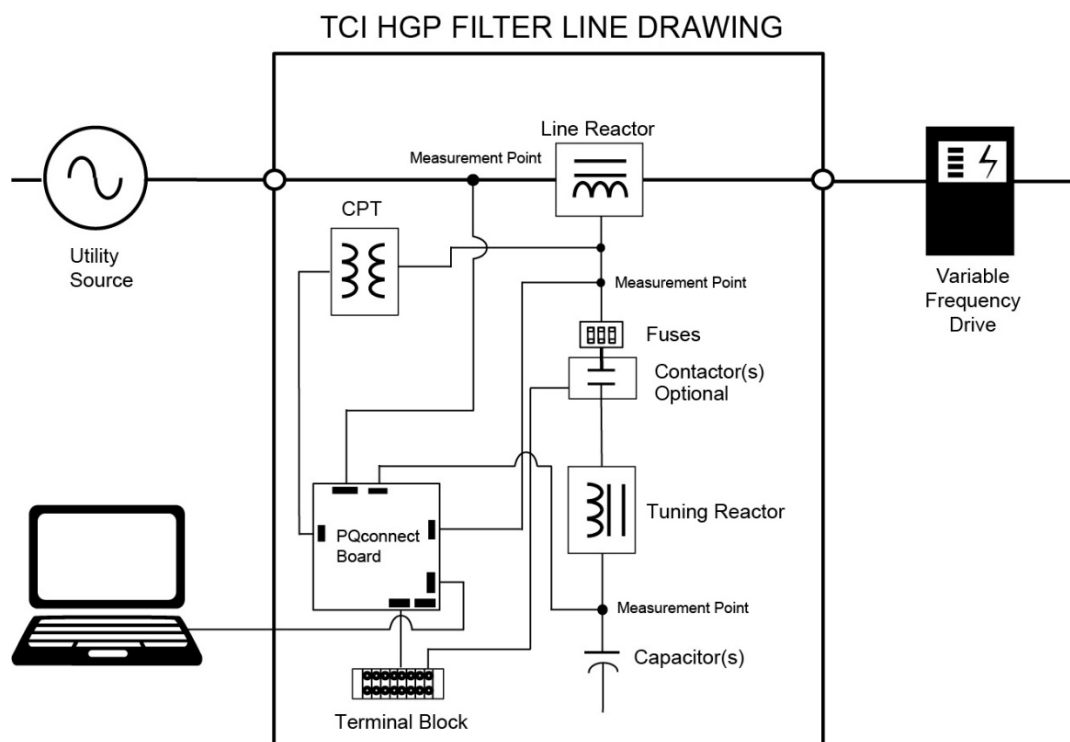 TCI HGP FILTER LINE DRAWING
Line Reactor
Measurement Point
CPT
Utility
Source
Measurement Point
Variable
Frequency
Drive
Fuses
Contactor(s)
Optional
Tuning Reactor
PQconnect
Board
Measurement Point
Capacitor(s)
Terminal Block